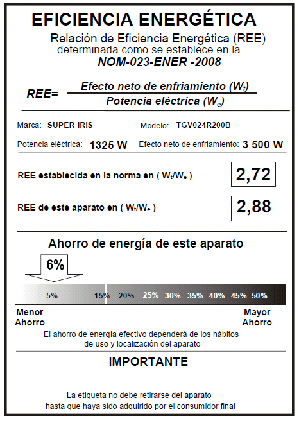 EFICIENCIA ENERGÉTICA
Relación de Eficiencia Energética (REE)
determinada como se establece en la
NOM-023-ENER -2008
REE= Efecto neto de enfriamiento (Wₜ)
Potencia eléctrica (Wₑ)
Marca: SUPER IRIS Modelo: TGV024R200B
Potencia eléctrica: 1325 W Efecto neto de enfriamiento: 3 500 W
REE establecida en la norma en ( Wₜ/Wₑ ) 2,72
REE de este aparato en ( Wₜ/Wₑ ) 2,88
Ahorro de energía de este aparato
6%
5% 15% 20% 25% 30% 35% 40% 45% 50%
Menor Mayor
Ahorro Ahorro
El ahorro de energía efectivo dependerá de los hábitos
de uso y localización del aparato
IMPORTANTE
La etiqueta no debe retirarse del aparato
hasta que haya sido adquirido por el consumidor final